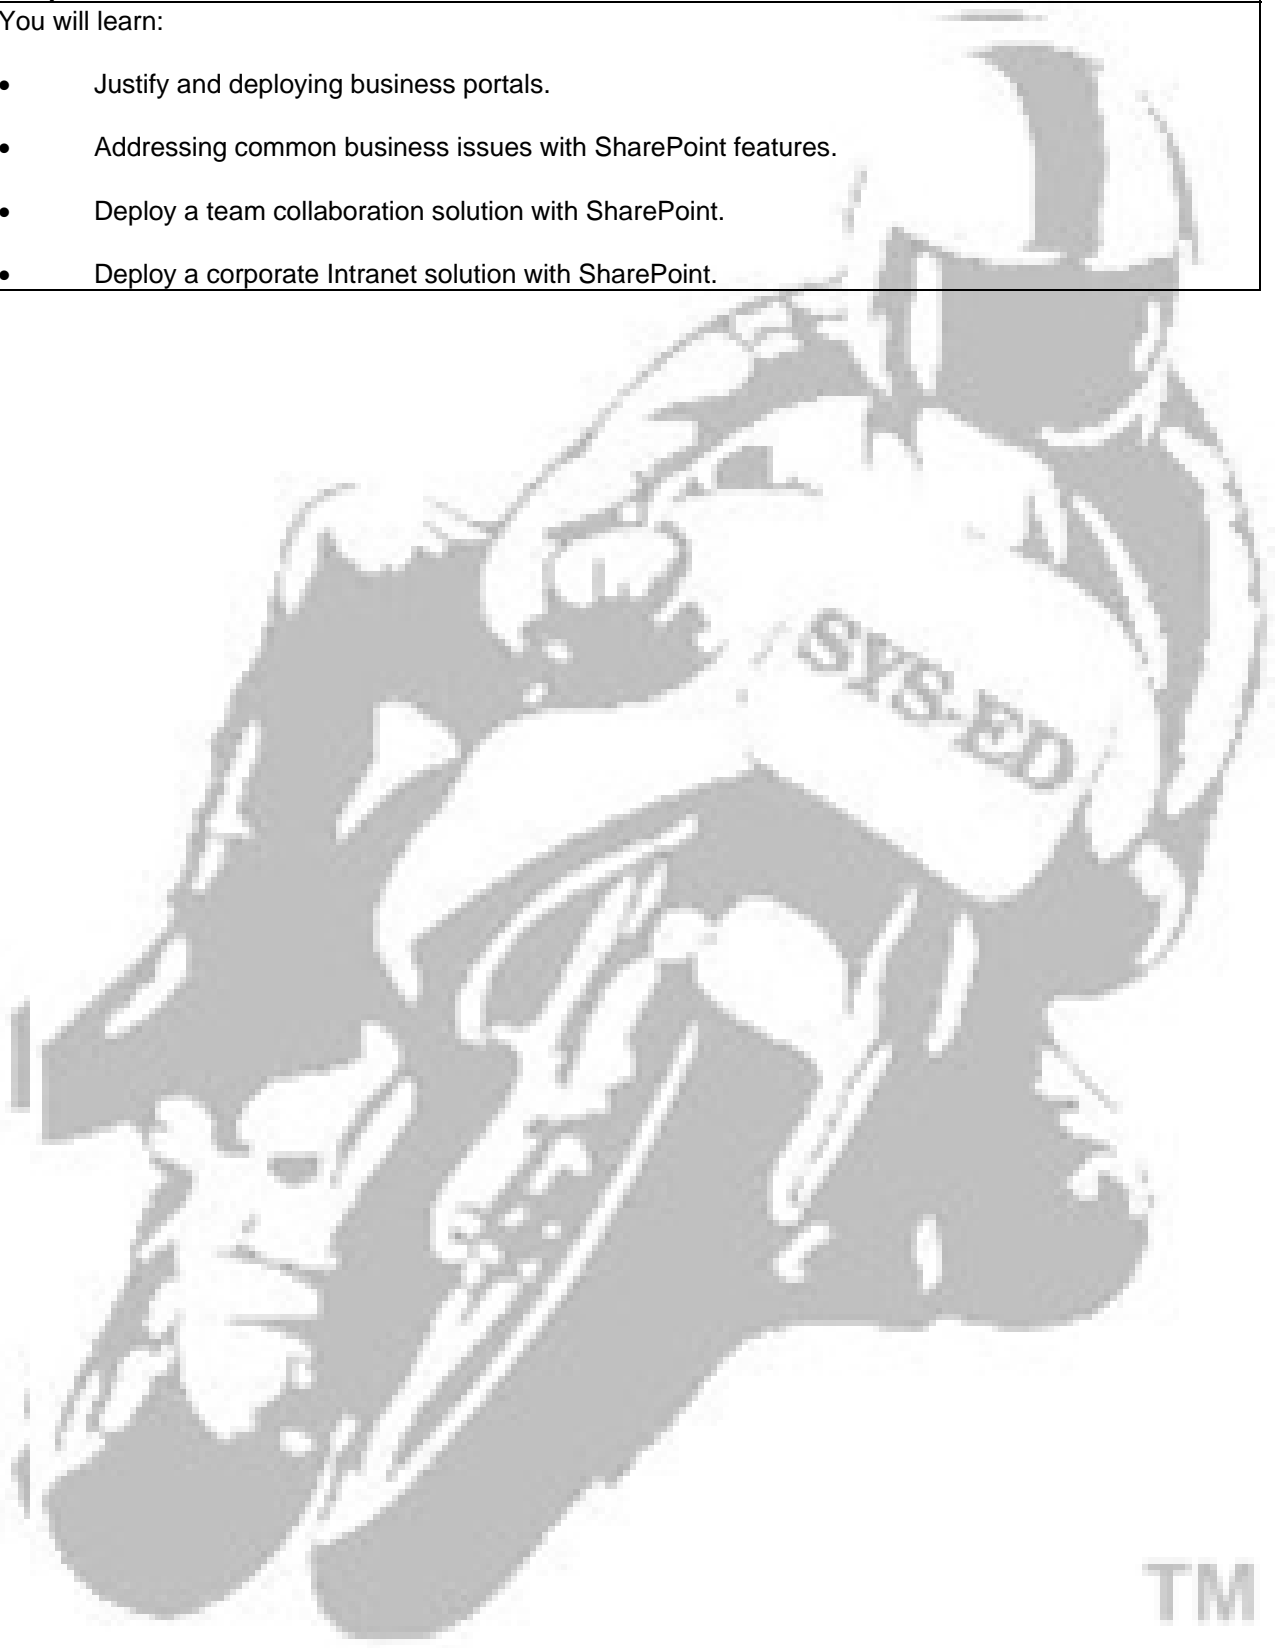 You will learn:
• Justify and deploying business portals.
• Addressing common business issues with SharePoint features.
• Deploy a team collaboration solution with SharePoint.
• Deploy a corporate Intranet solution with SharePoint.
SYS-ED
TM